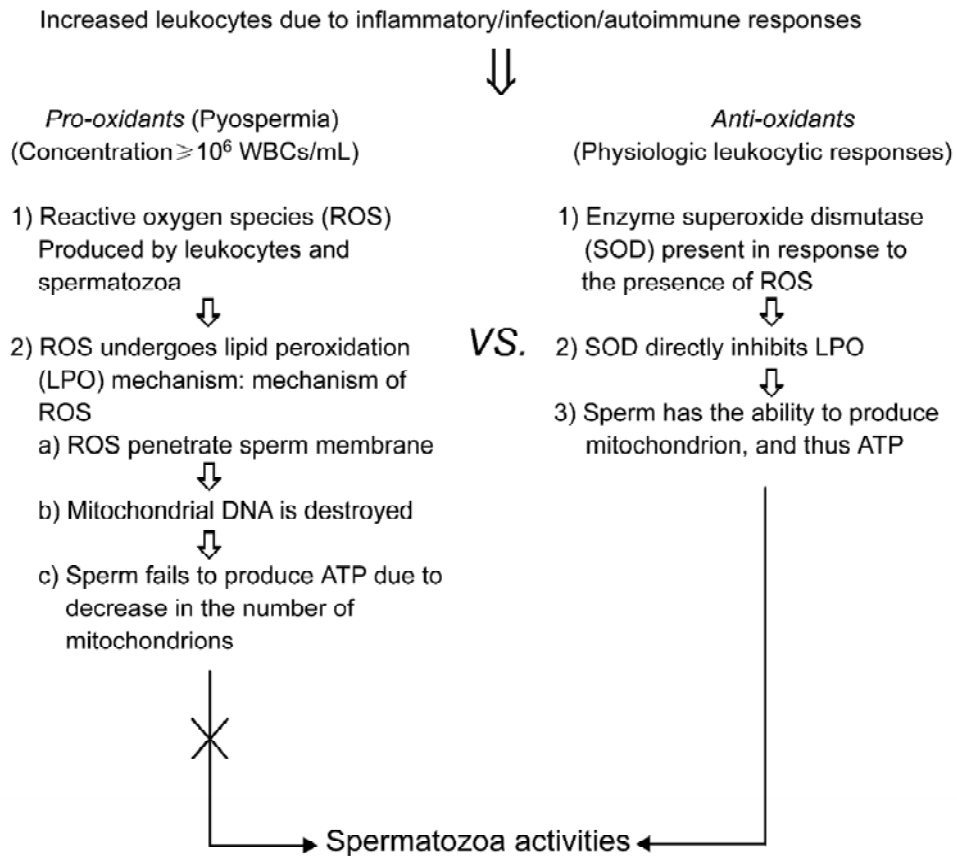 Increased leukocytes due to inflammatory/infection/autoimmune responses
Pro-oxidants (Pyospermia)
(Concentration⩾10⁶ WBCs/mL)
1) Reactive oxygen species (ROS)
Produced by leukocytes and
spermatozoa
2) ROS undergoes lipid peroxidation
(LPO) mechanism: mechanism of
ROS
a) ROS penetrate sperm membrane
b) Mitochondrial DNA is destroyed
c) Sperm fails to produce ATP due to
decrease in the number of
mitochondrions
VS.
Anti-oxidants
(Physiologic leukocytic responses)
1) Enzyme superoxide dismutase
(SOD) present in response to
the presence of ROS
2) SOD directly inhibits LPO
3) Sperm has the ability to produce
mitochondrion, and thus ATP
Spermatozoa activities